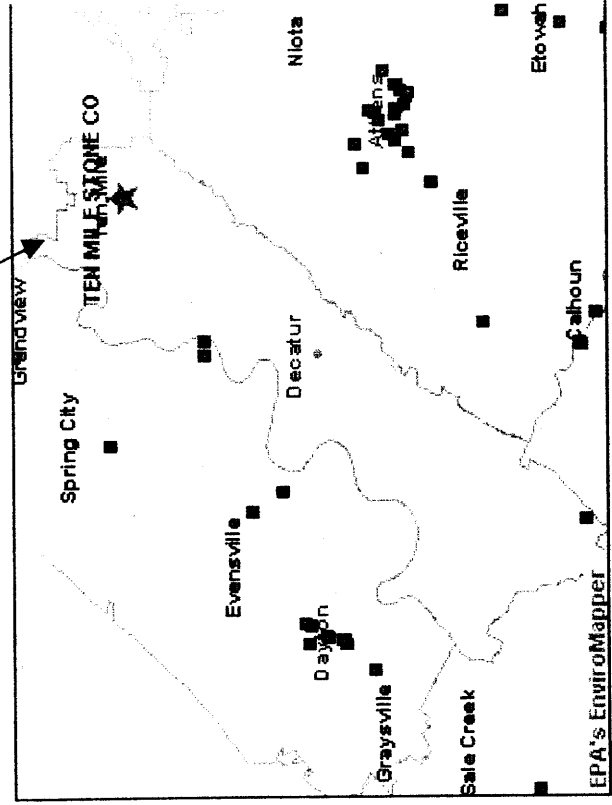 Grandview
TEN MILE STONE CO
Ten Mile
Spring City
Niota
Evensville
Decatur
Athens
Dayton
Riceville
Etowah
Graysville
Sale Creek
Calhoun
EPA's EnviroMapper